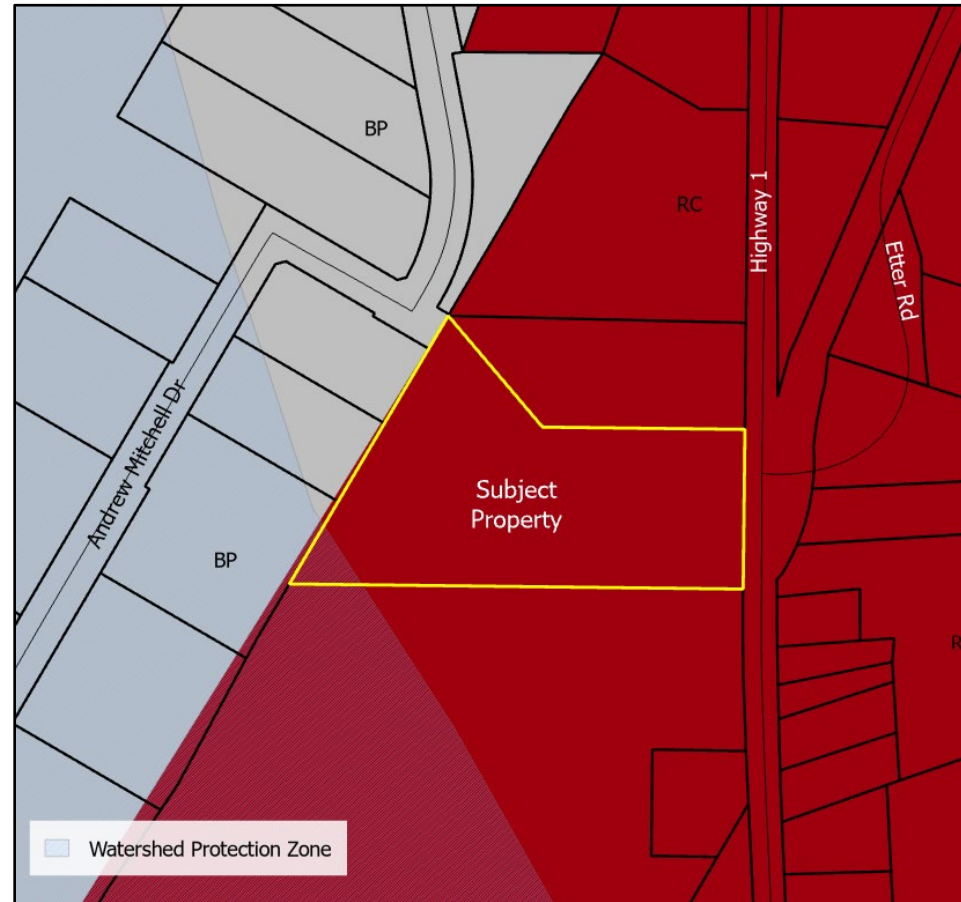 BP
RC
Highway 1
Etter Rd
Andrew Mitchell Dr
Subject
Property
BP
R
Watershed Protection Zone